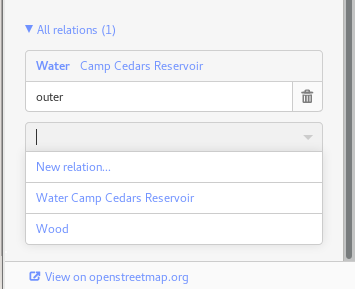 All relations (1)
Water Camp Cedars Reservoir
outer
New relation...
Water Camp Cedars Reservoir
Wood
View on openstreetmap.org